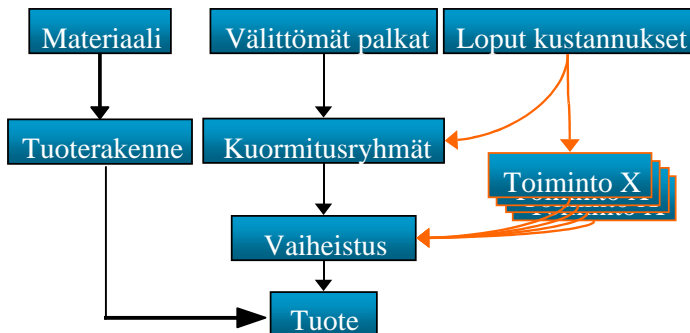 Materiaali
Välittömät palkat
Loput kustannukset
Tuoterakenne
Kuormitusryhmät
Toiminto X
Vaiheistus
Tuote